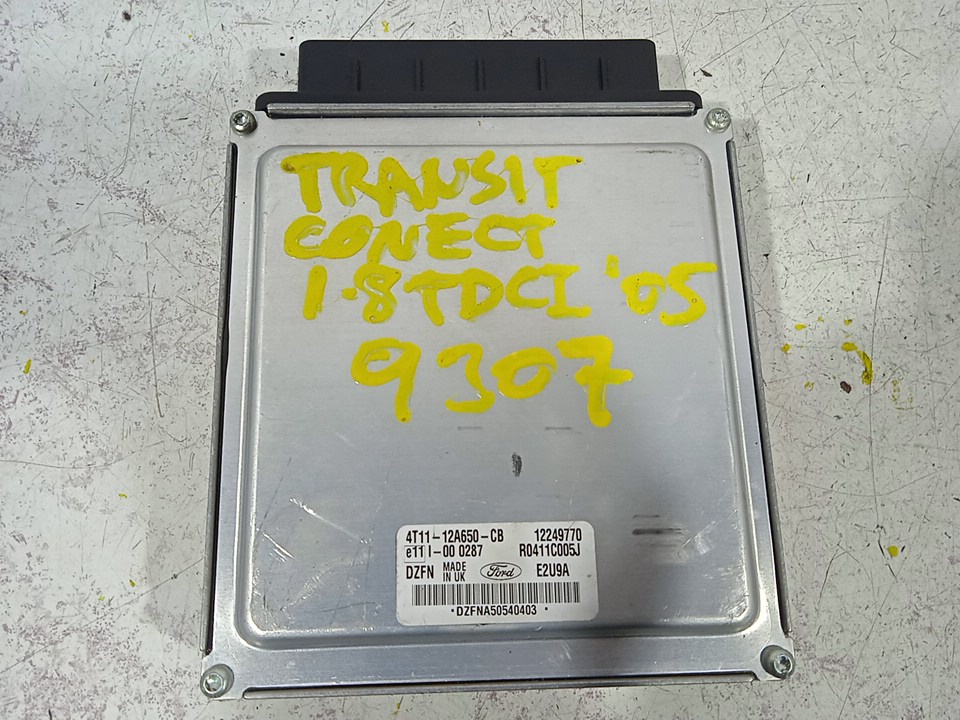 TRANSIT
CONECT
1.8 TDCI '05
9307
4T11-12A650-CB 12249770
e11 I-00 0287 R0411C005J
DZFN MADE IN UK Ford E2U9A
*DZFNA50540403*